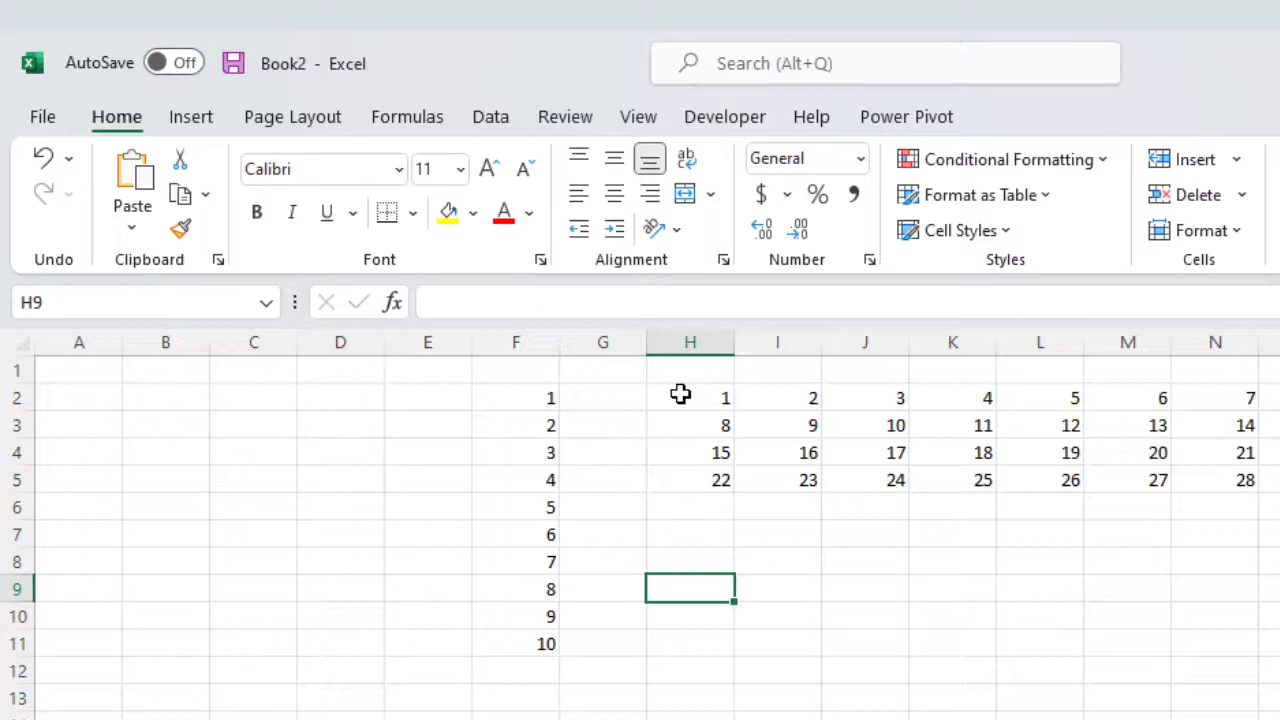 AutoSave Off Book2 - Excel Search (Alt+Q)
File Home Insert Page Layout Formulas Data Review View Developer Help Power Pivot
Paste
Undo
Clipboard
Calibri 11
A A
B I U A
Font
ab
c
Alignment
General
$ % ,
.00 .00
Number
Conditional Formatting
Format as Table
Cell Styles
Styles
Insert
Delete
Format
Cells
H9 fx
A B C D E F G H I J K L M N
1
2 1 1 2 3 4 5 6 7
3 2 8 9 10 11 12 13 14
4 3 15 16 17 18 19 20 21
5 4 22 23 24 25 26 27 28
6 5
7 6
8 7
9 8
10 9
11 10
12
13